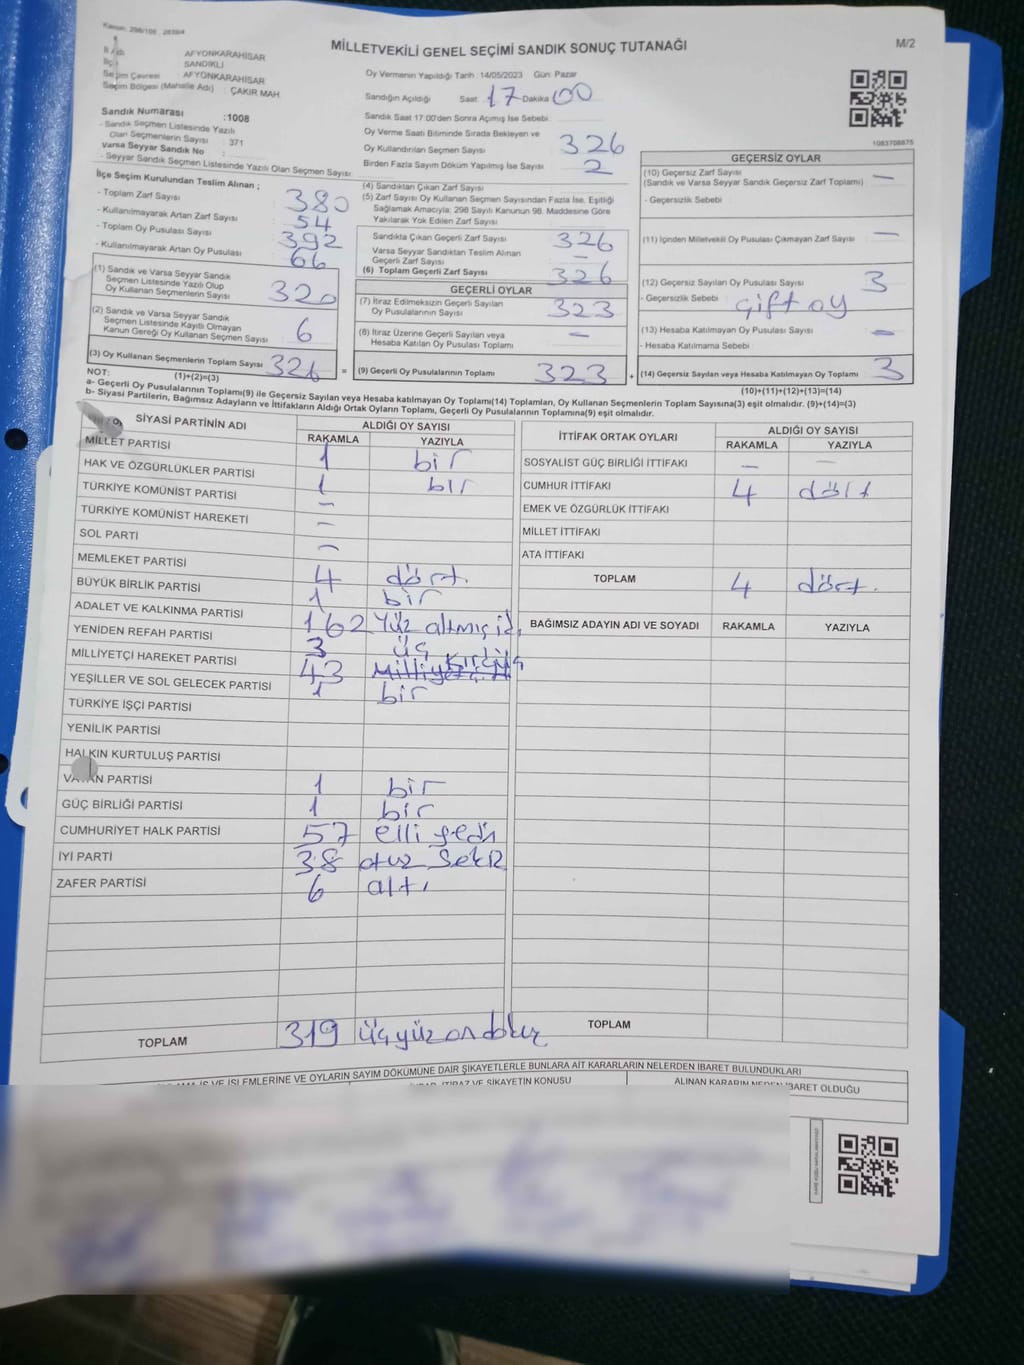 Kanun: 298/105 , 2839/4
MİLLETVEKİLİ GENEL SEÇİMİ SANDIK SONUÇ TUTANAĞI
M/2
AFYONKARAHİSAR
SANDIKLI
Seçim Çevresi : AFYONKARAHİSAR
Seçim Bölgesi (Mahalle Adı) : ÇAKIR MAH
Sandık Numarası :1008
- Sandık Seçmen Listesinde Yazılı
Olan Seçmenlerin Sayısı : 371
Varsa Seyyar Sandık No :
- Seyyar Sandık Seçmen Listesinde Yazılı Olan Seçmen Sayısı:
Oy Vermenin Yapıldığı Tarih :14/05/2023 Gün Pazar
Sandığın Açıldığı Saat 17 Dakika 00
Sandık Saat 17:00'den Sonra Açımış İse Sebebi
Oy Verme Saati Bitiminde Sırada Bekleyen ve
Oy Kullandırılan Seçmen Sayısı 326
Birden Fazla Sayım Döküm Yapılmış İse Sayısı 2
1083708875
İlçe Seçim Kurulundan Teslim Alınan ;
- Toplam Zarf Sayısı 380
- Kullanılmayarak Artan Zarf Sayısı 54
- Toplam Oy Pusulası Sayısı 392
- Kullanılmayarak Artan Oy Pusulası 66
(1) Sandık ve Varsa Seyyar Sandık
Seçmen Listesinde Yazılı Olup
Oy Kullanan Seçmenlerin Sayısı 320
(2) Sandık ve Varsa Seyyar Sandık
Seçmen Listesinde Kayıtlı Olmayan
Kanun Gereği Oy Kullanan Seçmen Sayısı 6
(3) Oy Kullanan Seçmenlerin Toplam Sayısı 326 =
(1)+(2)=(3)
(4) Sandıktan Çıkan Zarf Sayısı
(5) Zarf Sayısı Oy Kullanan Seçmen Sayısından Fazla İse, Eşitliği
Sağlamak Amacıyla; 298 Sayılı Kanunun 98. Maddesine Göre
Yakılarak Yok Edilen Zarf Sayısı
Sandıkta Çıkan Geçerli Zarf Sayısı 326
Varsa Seyyar Sandıktan Teslim Alınan
Geçerli Zarf Sayısı –
(6) Toplam Geçerli Zarf Sayısı 326
GEÇERLİ OYLAR
(7) İtiraz Edilmeksizin Geçerli Sayılan
Oy Pusulalarının Sayısı 323
(8) İtiraz Üzerine Geçerli Sayılan veya
Hesaba Katılan Oy Pusulası Toplamı –
(9) Geçerli Oy Pusulalarının Toplamı 323 +
GEÇERSİZ OYLAR
(10) Geçersiz Zarf Sayısı –
(Sandık ve Varsa Seyyar Sandık Geçersiz Zarf Toplamı)
- Geçersizlik Sebebi
(11) İçinden Milletvekili Oy Pusulası Çıkmayan Zarf Sayısı –
(12) Geçersiz Sayılan Oy Pusulası Sayısı 3
- Geçersizlik Sebebi : çift oy
(13) Hesaba Katılmayan Oy Pusulası Sayısı –
- Hesaba Katılmama Sebebi :
(14) Geçersiz Sayılan veya Hesaba Katılmayan Oy Toplamı 3
(10)+(11)+(12)+(13)=(14)
NOT:
a- Geçerli Oy Pusulalarının Toplamı(9) ile Geçersiz Sayılan veya Hesaba Katılmayan Oy Toplamı(14) Toplamları, Oy Kullanan Seçmenlerin Toplam Sayısına(3) eşit olmalıdır. (9)+(14)=(3)
b- Siyasi Partilerin, Bağımsız Adayların ve İttifakların Aldığı Ortak Oyların Toplamı, Geçerli Oy Pusulalarının Toplamına(9) eşit olmalıdır.
SİYASİ PARTİNİN ADI ALDIĞI OY SAYISI
RAKAMLA YAZIYLA
MİLLET PARTİSİ 1 bir
HAK VE ÖZGÜRLÜKLER PARTİSİ 1 bir
TÜRKİYE KOMÜNİST PARTİSİ –
TÜRKİYE KOMÜNİST HAREKETİ –
SOL PARTİ –
MEMLEKET PARTİSİ 4 dört.
BÜYÜK BİRLİK PARTİSİ 1 bir
ADALET VE KALKINMA PARTİSİ 162 Yüz altmış
YENİDEN REFAH PARTİSİ 3 üç
MİLLİYETÇİ HAREKET PARTİSİ 43
YEŞİLLER VE SOL GELECEK PARTİSİ 1 bir
TÜRKİYE İŞÇİ PARTİSİ
YENİLİK PARTİSİ
HALKIN KURTULUŞ PARTİSİ
VATAN PARTİSİ 1 bir
GÜÇ BİRLİĞİ PARTİSİ 1 bir
CUMHURİYET HALK PARTİSİ 57 elli yedi
İYİ PARTİ 38 otuz sekiz
ZAFER PARTİSİ 6 altı
TOPLAM 319 üçyüzondokuz
İTTİFAK ORTAK OYLARI ALDIĞI OY SAYISI
RAKAMLA YAZIYLA
SOSYALİST GÜÇ BİRLİĞİ İTTİFAKI – –
CUMHUR İTTİFAKI 4 dört
EMEK VE ÖZGÜRLÜK İTTİFAKI
MİLLET İTTİFAKI
ATA İTTİFAKI
TOPLAM 4 dört.
BAĞIMSIZ ADAYIN ADI VE SOYADI RAKAMLA YAZIYLA
TOPLAM
İŞ VE İŞLEMLERİNE VE OYLARIN SAYIM DÖKÜMÜNE DAİR ŞİKAYETLERLE BUNLARA AİT KARARLARIN NELERDEN İBARET BULUNDUKLARI
İTİRAZ VE ŞİKAYETİN KONUSU
ALINAN KARARIN NEDEN İBARET OLDUĞU